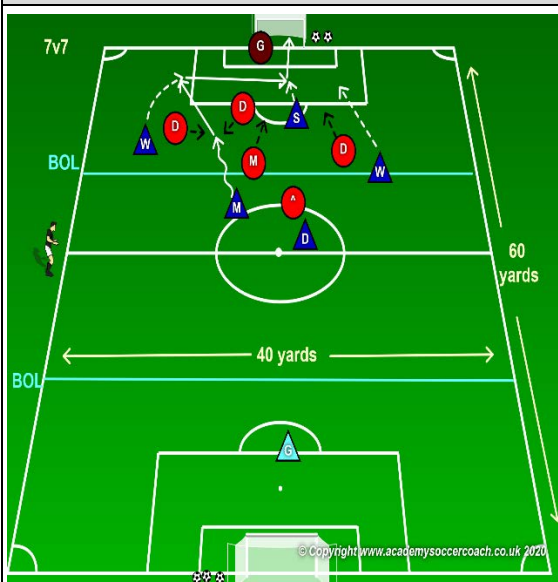 7v7
G
D
D
S
W
D
M
BOL
W
M
^
D
60
yards
40 yards
BOL
G
© Copyright www.academysoccercoach.co.uk 2020